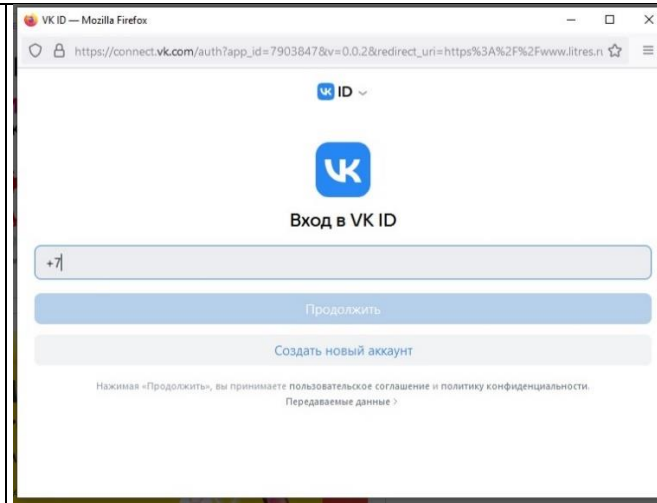 VK ID — Mozilla Firefox
https://connect.vk.com/auth?app_id=7903847&v=0.0.2&redirect_uri=https%3A%2F%2Fwww.litres.r
VK ID
VK
Вход в VK ID
+7
Продолжить
Создать новый аккаунт
Нажимая «Продолжить», вы принимаете пользовательское соглашение и политику конфиденциальности.
Передаваемые данные >